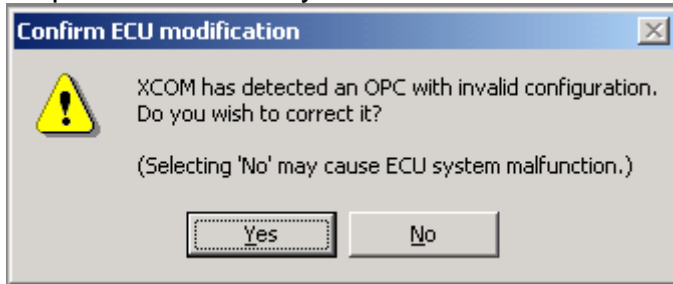 Confirm ECU modification
XCOM has detected an OPC with invalid configuration.
Do you wish to correct it?
(Selecting 'No' may cause ECU system malfunction.)
Yes
No